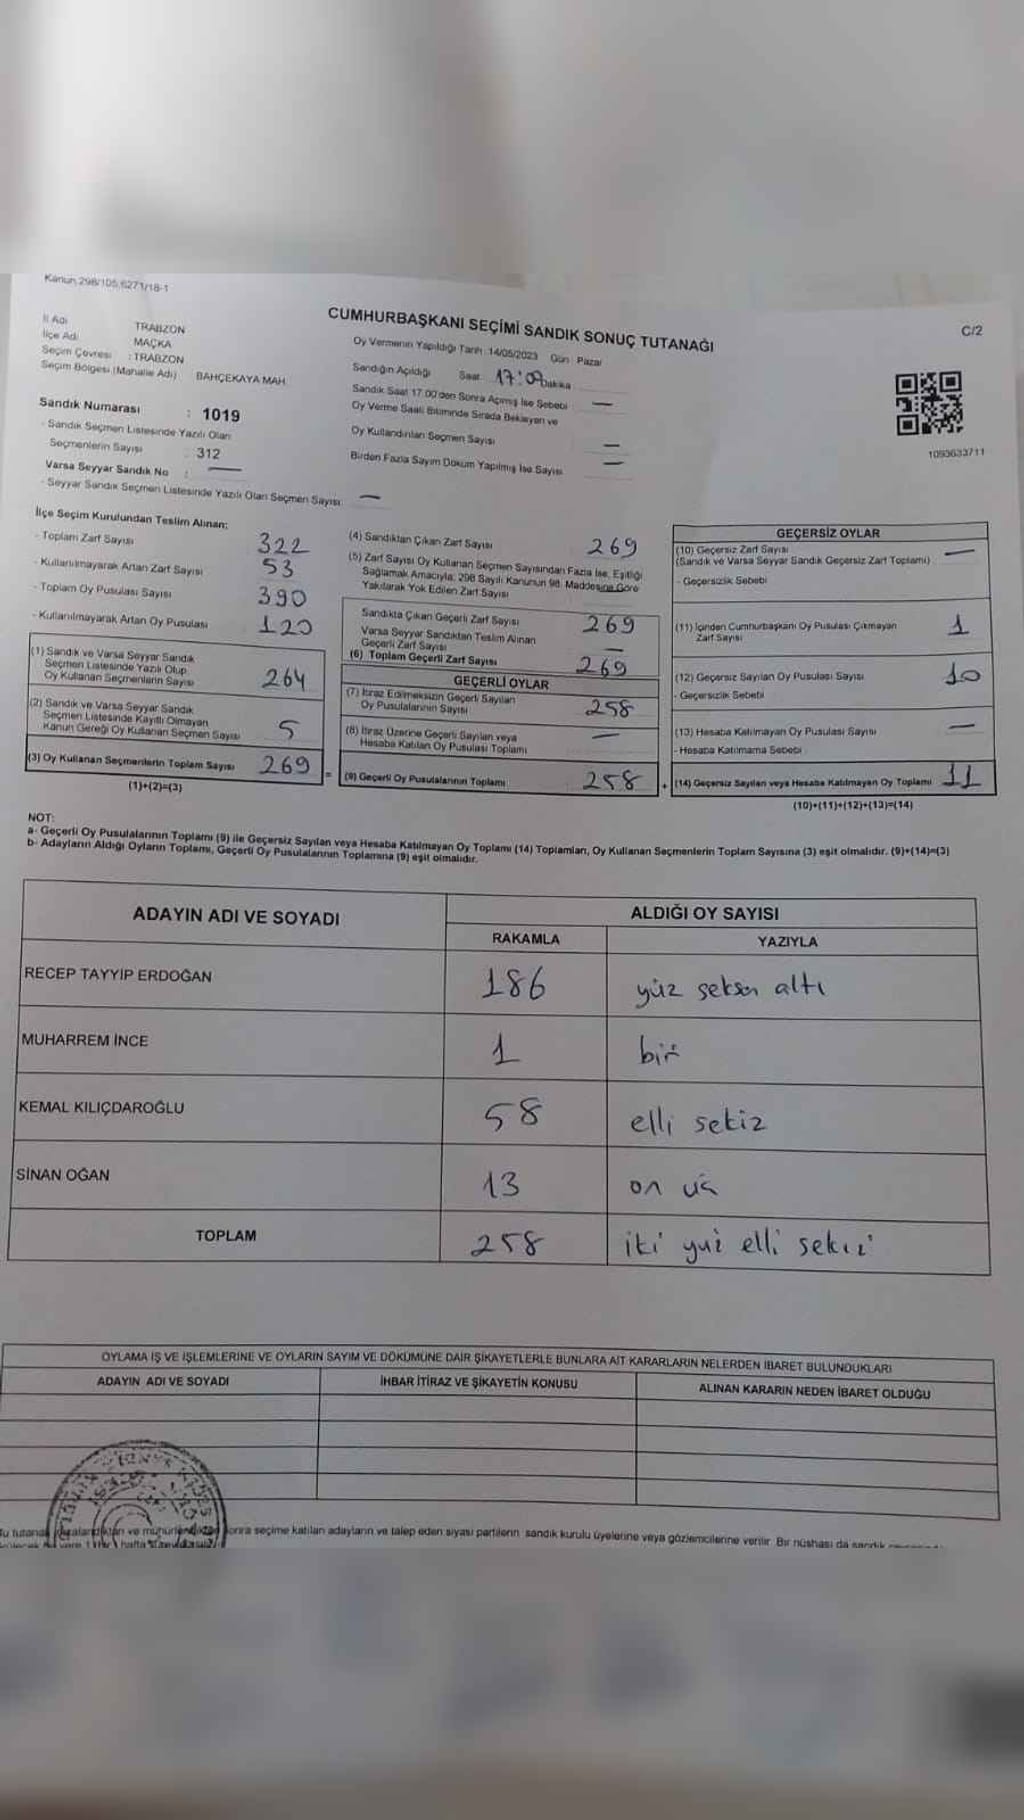 Kanun 298/105,6271/18-1
CUMHURBAŞKANI SEÇİMİ SANDIK SONUÇ TUTANAĞI
C/2
İl Adı TRABZON
İlçe Adı MAÇKA
Seçim Çevresi : TRABZON
Seçim Bölgesi (Mahalle Adı) BAHÇEKAYA MAH.
Oy Vermenin Yapıldığı Tarih : 14/05/2023 Gün : Pazar
Sandığın Açıldığı Saat 17:00 Dakika
Sandık Saat 17.00'den Sonra Açılmış İse Sebebi —
Oy Verme Saati Bitiminde Sırada Bekleyen ve
Oy Kullandırılan Seçmen Sayısı —
Birden Fazla Sayım Döküm Yapılmış İse Sayısı —
1093633711
Sandık Numarası : 1019
- Sandık Seçmen Listesinde Yazılı Olan
Seçmenlerin Sayısı : 312
Varsa Seyyar Sandık No : —
- Seyyar Sandık Seçmen Listesinde Yazılı Olan Seçmen Sayısı —
İlçe Seçim Kurulundan Teslim Alınan;
- Toplam Zarf Sayısı 322
- Kullanılmayarak Artan Zarf Sayısı 53
- Toplam Oy Pusulası Sayısı 390
- Kullanılmayarak Artan Oy Pusulası 120
(1) Sandık ve Varsa Seyyar Sandık
Seçmen Listesinde Yazılı Olup
Oy Kullanan Seçmenlerin Sayısı 264
(2) Sandık ve Varsa Seyyar Sandık
Seçmen Listesinde Kayıtlı Olmayan
Kanun Gereği Oy Kullanan Seçmen Sayısı 5
(3) Oy Kullanan Seçmenlerin Toplam Sayısı 269
(1)+(2)=(3)
(4) Sandıktan Çıkan Zarf Sayısı 269
(5) Zarf Sayısı Oy Kullanan Seçmen Sayısından Fazla İse, Eşitliği
Sağlamak Amacıyla; 298 Sayılı Kanunun 98. Maddesine Göre
Yakılarak Yok Edilen Zarf Sayısı
Sandıkta Çıkan Geçerli Zarf Sayısı 269
Varsa Seyyar Sandıktan Teslim Alınan
Geçerli Zarf Sayısı —
(6) Toplam Geçerli Zarf Sayısı 269
GEÇERLİ OYLAR
(7) İtiraz Edilmeksizin Geçerli Sayılan
Oy Pusulalarının Sayısı 258
(8) İtiraz Üzerine Geçerli Sayılan veya
Hesaba Katılan Oy Pusulası Toplamı —
= (9) Geçerli Oy Pusulalarının Toplamı 258
GEÇERSİZ OYLAR
(10) Geçersiz Zarf Sayısı —
(Sandık ve Varsa Seyyar Sandık Geçersiz Zarf Toplamı)
- Geçersizlik Sebebi
(11) İçinden Cumhurbaşkanı Oy Pusulası Çıkmayan
Zarf Sayısı 1
(12) Geçersiz Sayılan Oy Pusulası Sayısı 10
- Geçersizlik Sebebi
(13) Hesaba Katılmayan Oy Pusulası Sayısı —
- Hesaba Katılmama Sebebi
+ (14) Geçersiz Sayılan veya Hesaba Katılmayan Oy Toplamı 11
(10)+(11)+(12)+(13)=(14)
NOT:
a- Geçerli Oy Pusulalarının Toplamı (9) ile Geçersiz Sayılan veya Hesaba Katılmayan Oy Toplamı (14) Toplamları, Oy Kullanan Seçmenlerin Toplam Sayısına (3) eşit olmalıdır. (9)+(14)=(3)
b- Adayların Aldığı Oyların Toplamı, Geçerli Oy Pusulalarının Toplamına (9) eşit olmalıdır.
ADAYIN ADI VE SOYADI
ALDIĞI OY SAYISI
RAKAMLA YAZIYLA
RECEP TAYYİP ERDOĞAN 186 yüz seksen altı
MUHARREM İNCE 1 bir
KEMAL KILIÇDAROĞLU 58 elli sekiz
SİNAN OĞAN 13 on üç
TOPLAM 258 iki yüz elli sekiz
OYLAMA İŞ VE İŞLEMLERİNE VE OYLARIN SAYIM VE DÖKÜMÜNE DAİR ŞİKAYETLERLE BUNLARA AİT KARARLARIN NELERDEN İBARET BULUNDUKLARI
ADAYIN ADI VE SOYADI İHBAR İTİRAZ VE ŞİKAYETİN KONUSU ALINAN KARARIN NEDEN İBARET OLDUĞU
sonra seçime katılan adayların ve talep eden siyasi partilerin sandık kurulu üyelerine veya gözlemcilerine verilir. Bir nüshası da sandık